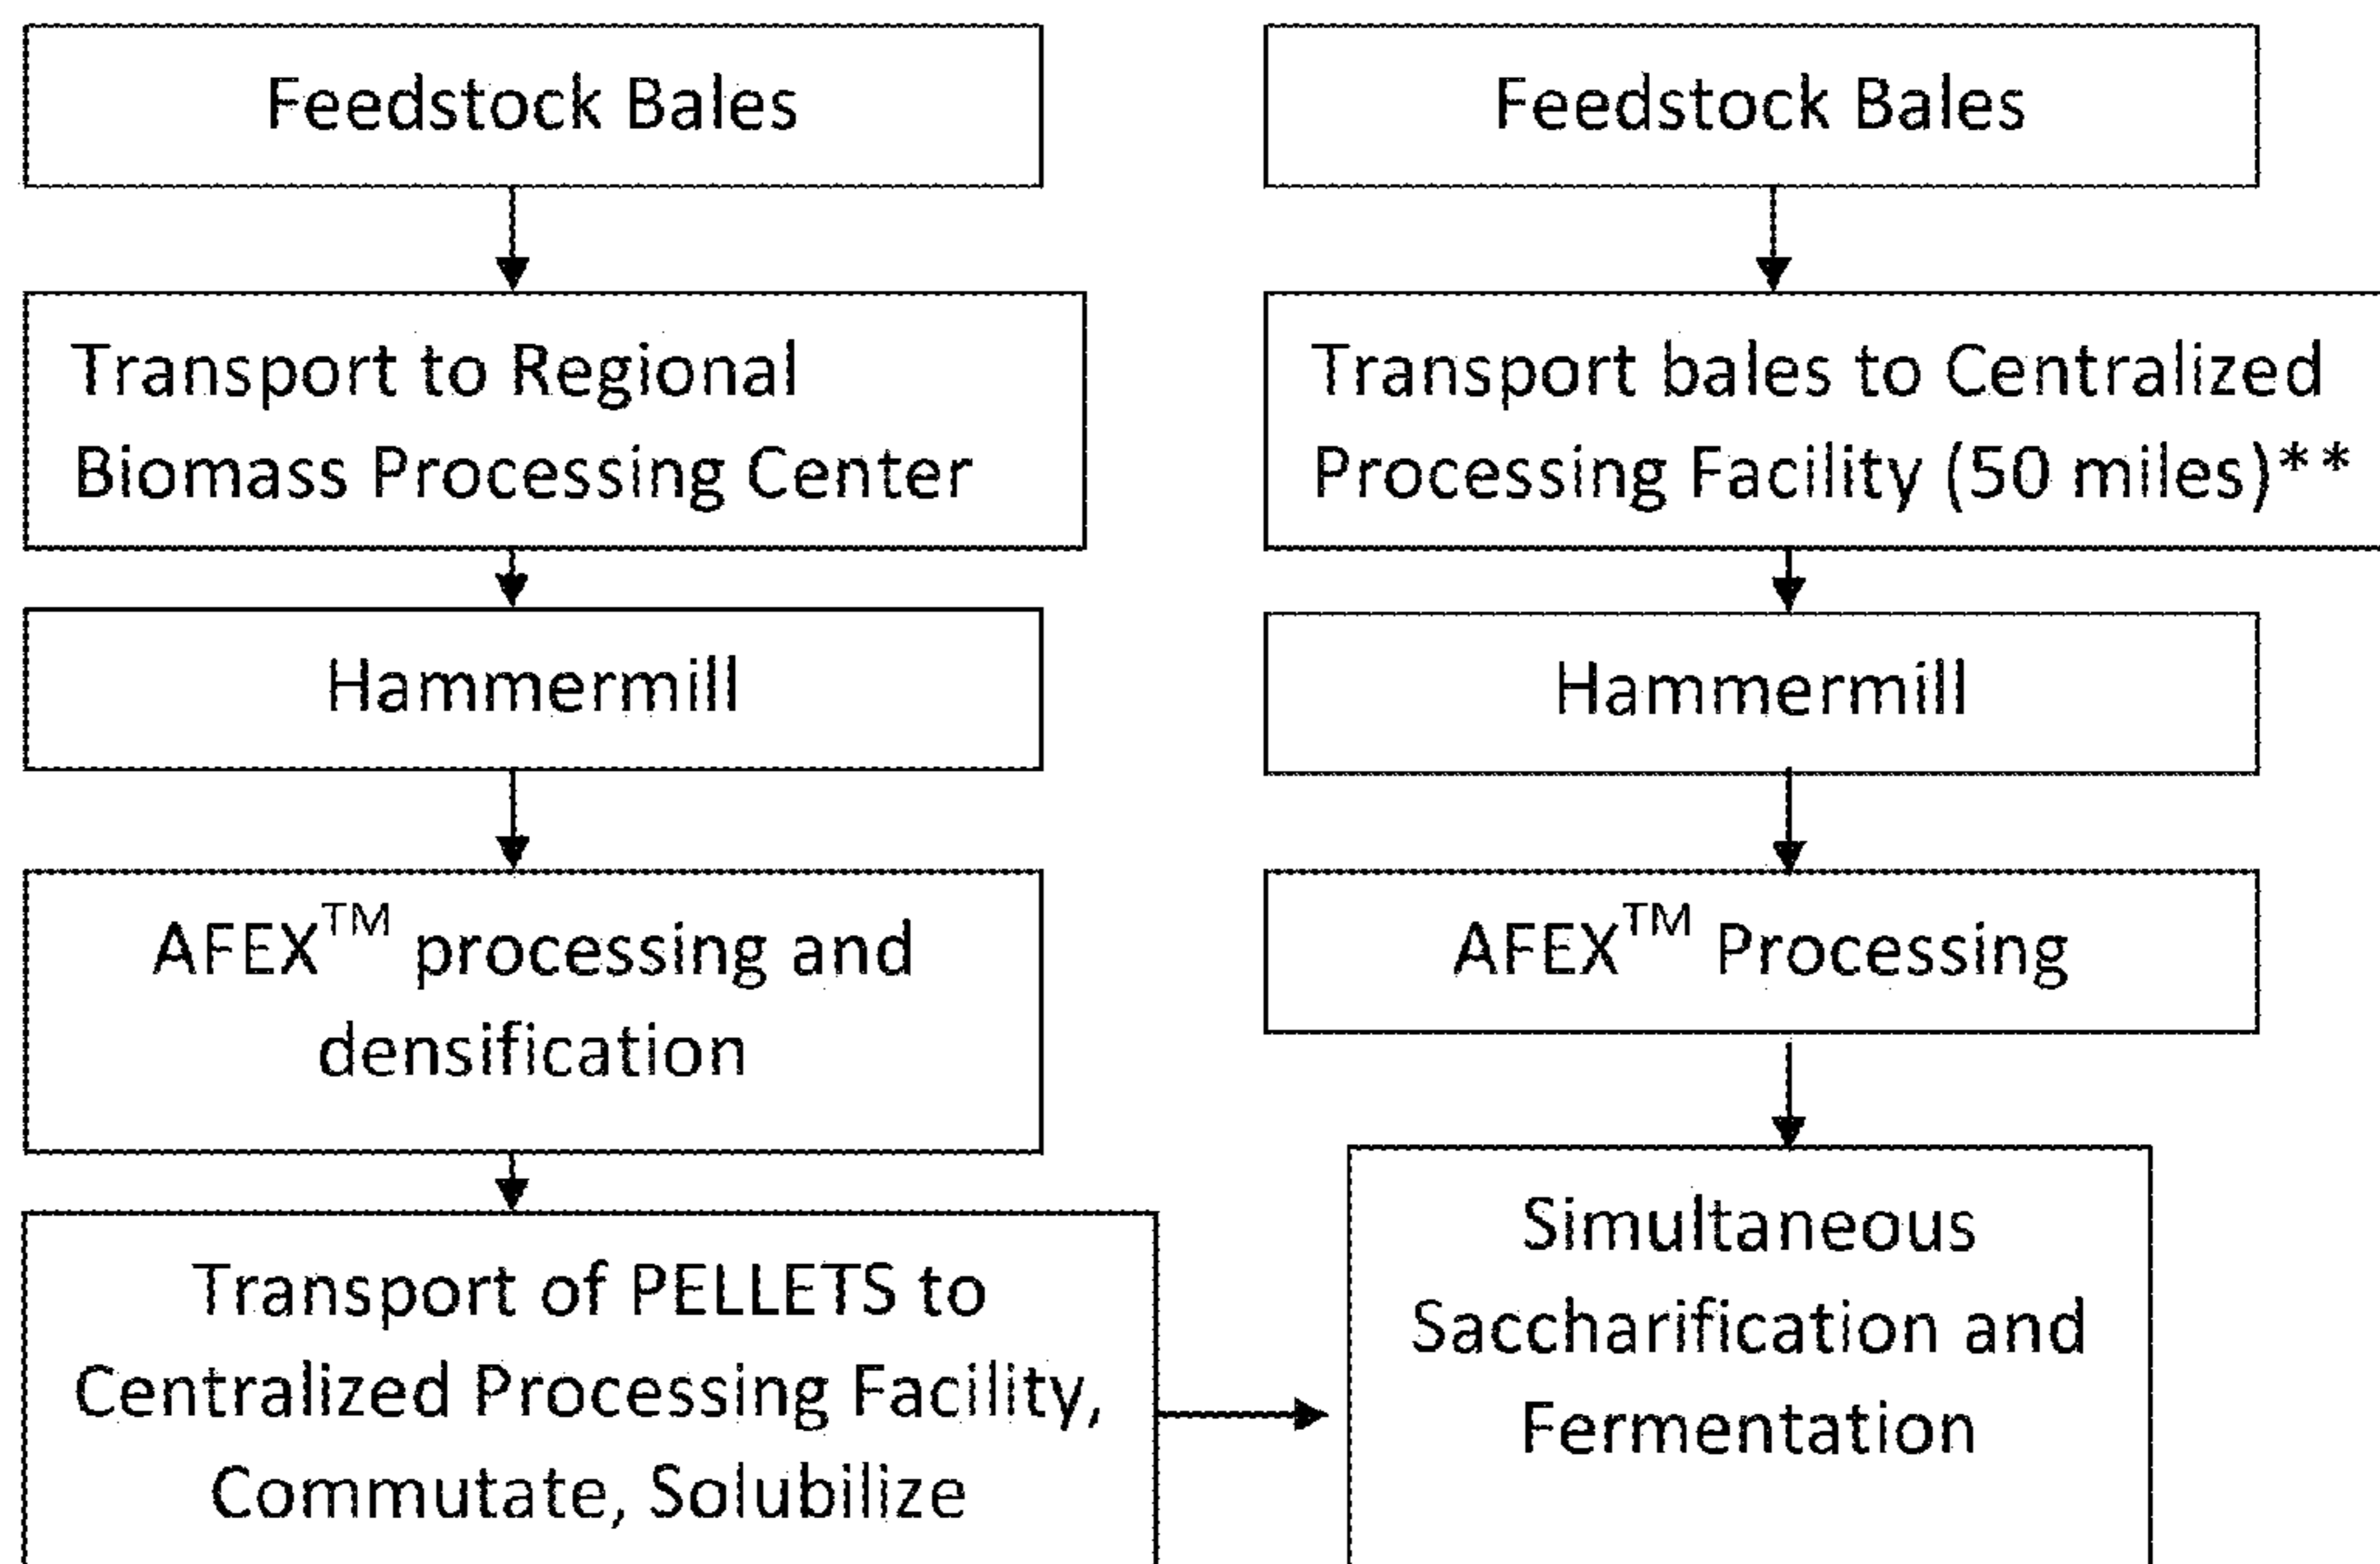 Feedstock Bales
Transport to Regional
Biomass Processing Center
Hammermill
AFEX™ processing and
densification
Transport of PELLETS to
Centralized Processing Facility,
Commutate, Solubilize
Feedstock Bales
Transport bales to Centralized
Processing Facility (50 miles)**
Hammermill
AFEX™ Processing
Simultaneous
Saccharification and
Fermentation